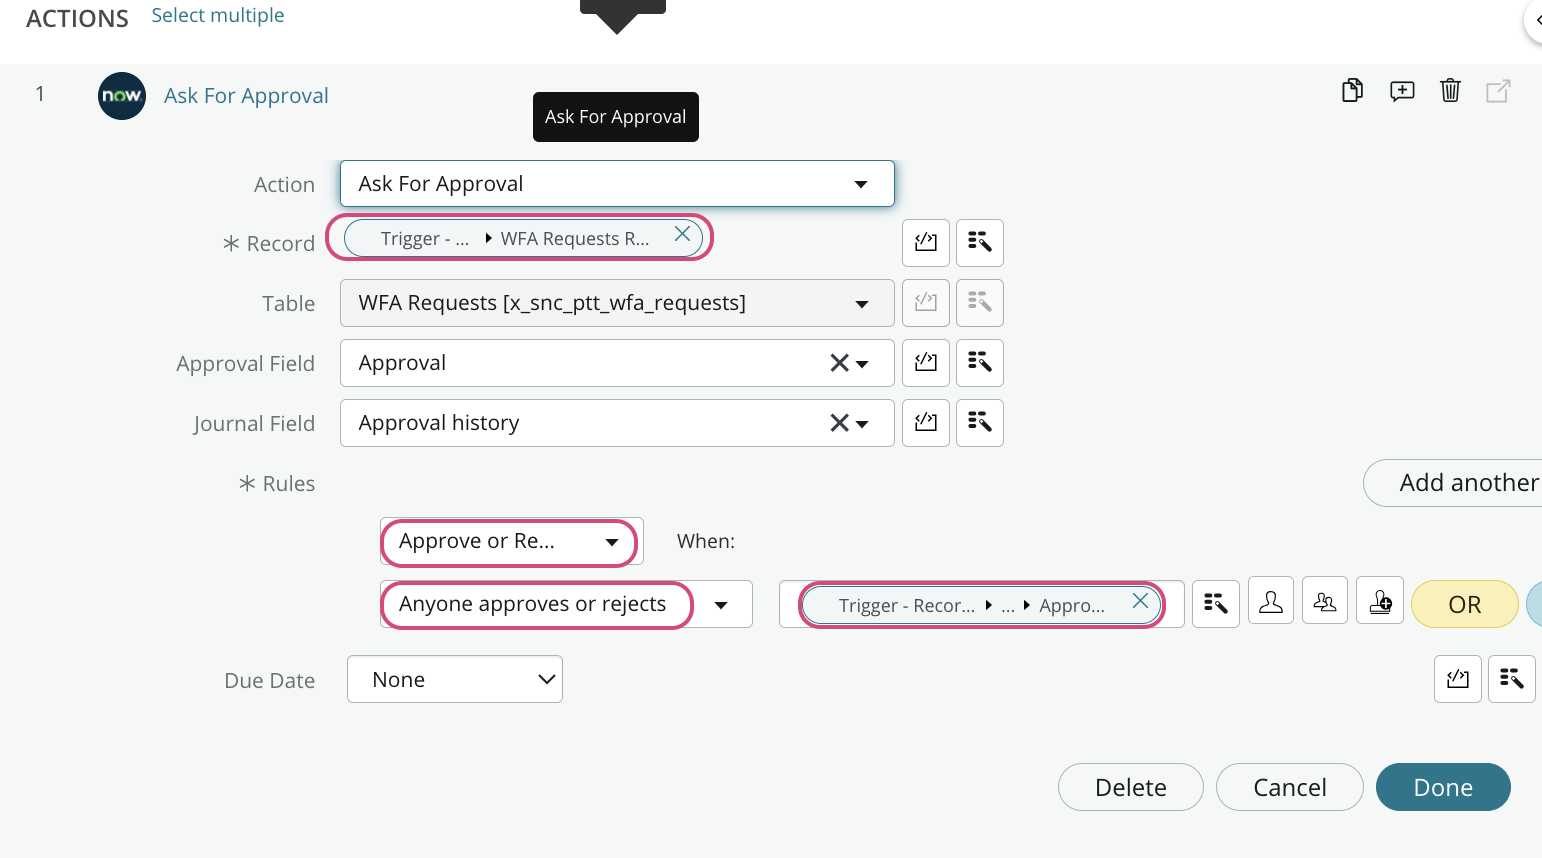 ACTIONS Select multiple
1 now. Ask For Approval
Ask For Approval
Action Ask For Approval
* Record Trigger - ... WFA Requests R...
Table WFA Requests [x_snc_ptt_wfa_requests]
Approval Field Approval
Journal Field Approval history
* Rules Add another
Approve or Re... When:
Anyone approves or rejects Trigger - Recor... ... Appro... OR
Due Date None
Delete Cancel Done